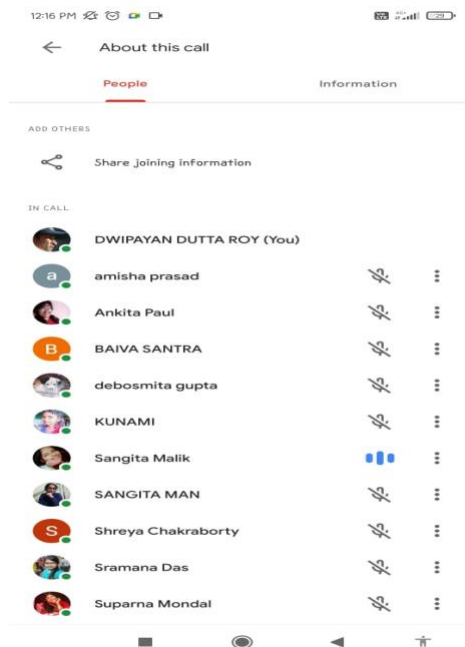 12:16 PM 29
About this call
People Information
ADD OTHERS
Share joining information
IN CALL
DWIPAYAN DUTTA ROY (You)
a amisha prasad
Ankita Paul
B BAIVA SANTRA
debosmita gupta
KUNAMI
Sangita Malik
SANGITA MAN
S Shreya Chakraborty
Sramana Das
Suparna Mondal